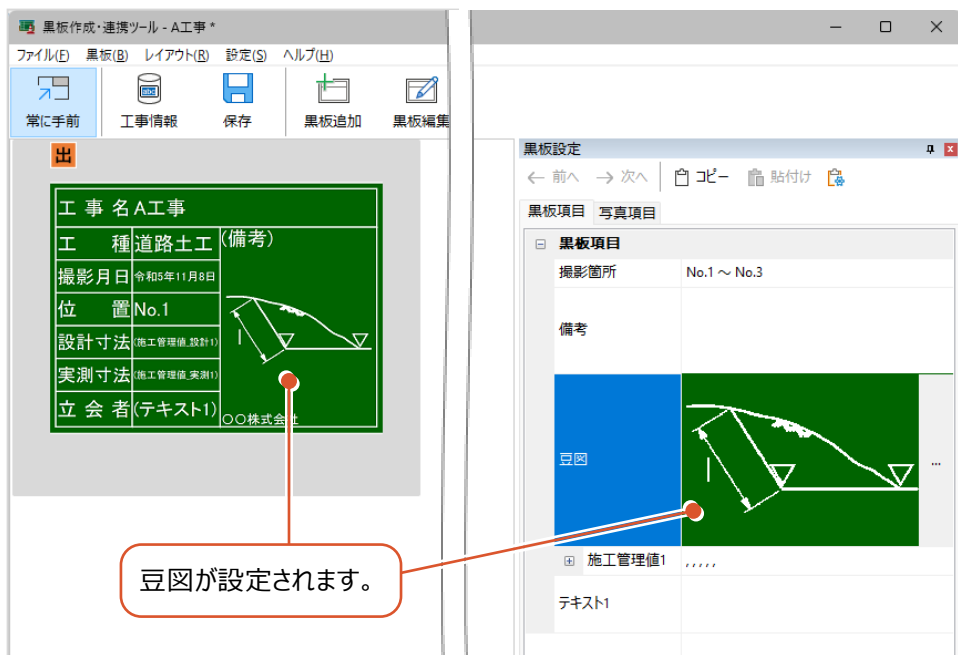 黒板作成・連携ツール - A工事 *
ファイル(F) 黒板(B) レイアウト(R) 設定(S) ヘルプ(H)
常に手前 工事情報 保存 黒板追加 黒板編集
出
工 事 名 A工事
工 種 道路土工 (備考)
撮影月日 令和5年11月8日
位 置 No.1
設計寸法 (施工管理値_設計1)
実測寸法 (施工管理値_実測1)
立 会 者 (テキスト1) 〇〇株式会社
黒板設定
← 前へ → 次へ コピー 貼付け
黒板項目 写真項目
黒板項目
撮影箇所 No.1 ~ No.3
備考
豆図 ...
施工管理値1 , , , , ,
テキスト1
豆図が設定されます。